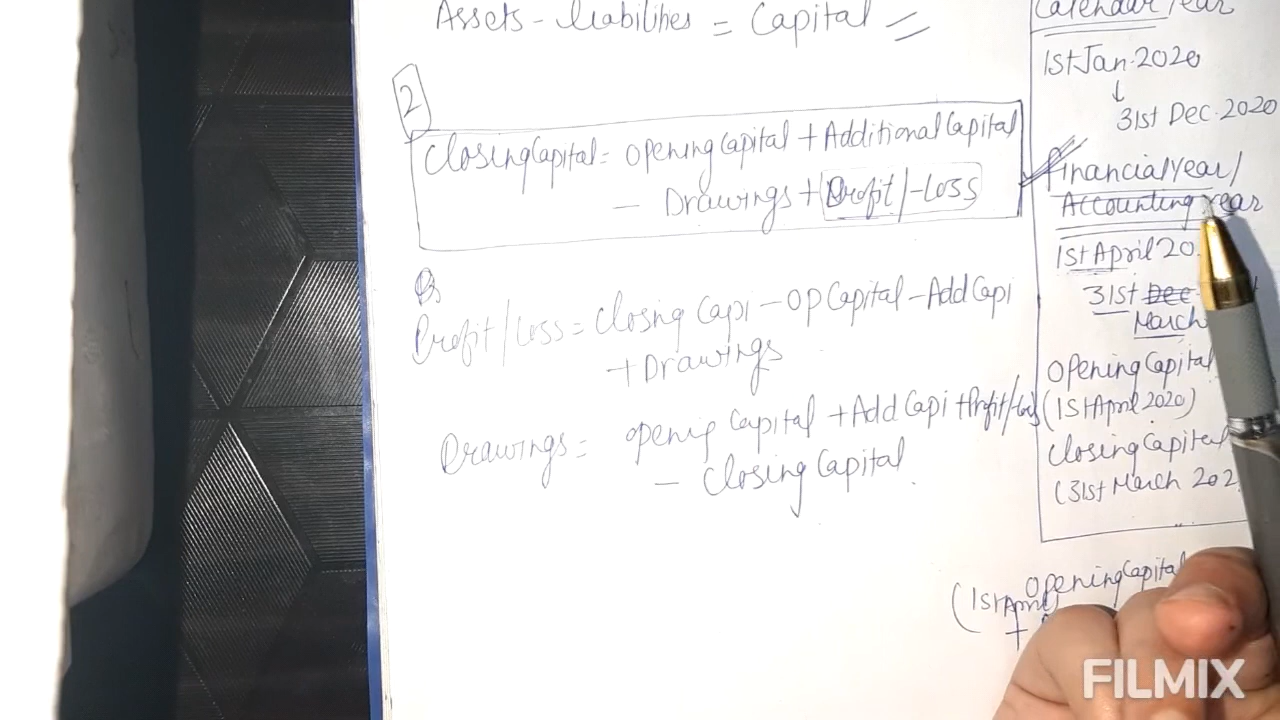 Assets - liabilities = Capital =
2
Closing Capital = Opening Capital + Additional Capital
- Drawings + Profit / - Loss
Profit / Loss = Closing Capi - Op Capital - Add Capi
+ Drawings
Drawings = Opening Capital + Add Capi + Profit/Loss
- Closing Capital
Calendar Year
1st Jan. 2020
↓
31st Dec. 2020
Financial Year /
Accounting Year
1st April 20
31st Dec
March
Opening Capital
(1st April 2020)
Closing Capital
(31st March 202
Opening Capital
(1st April)
+
FILMIX